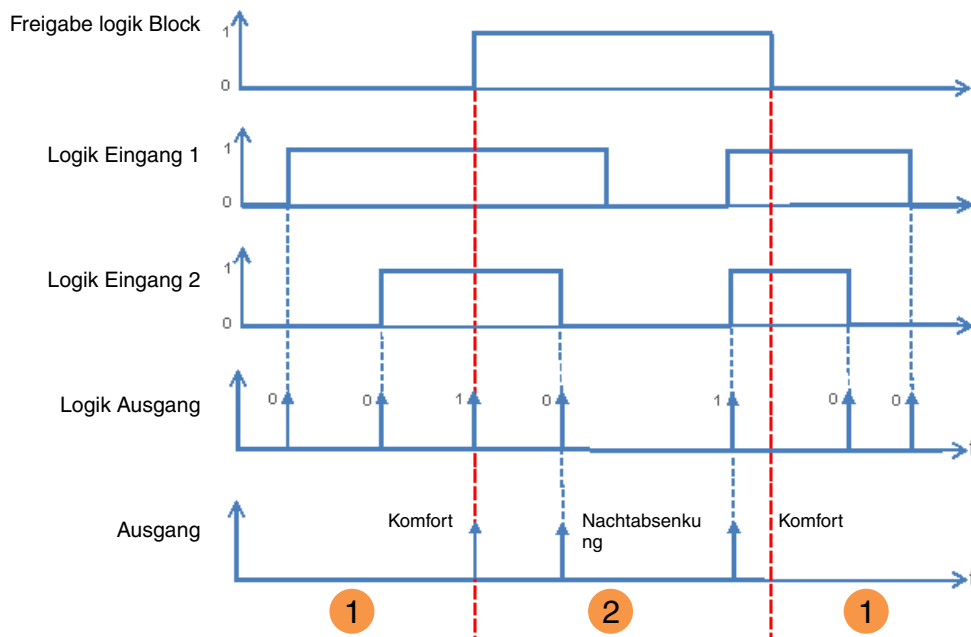 Freigabe logik Block
1
0
Logik Eingang 1
1
0
Logik Eingang 2
1
0
Logik Ausgang
0
0
1
0
1
0
0
t
Ausgang
Komfort
Nachtabsenku
ng
Komfort
t
1
2
1